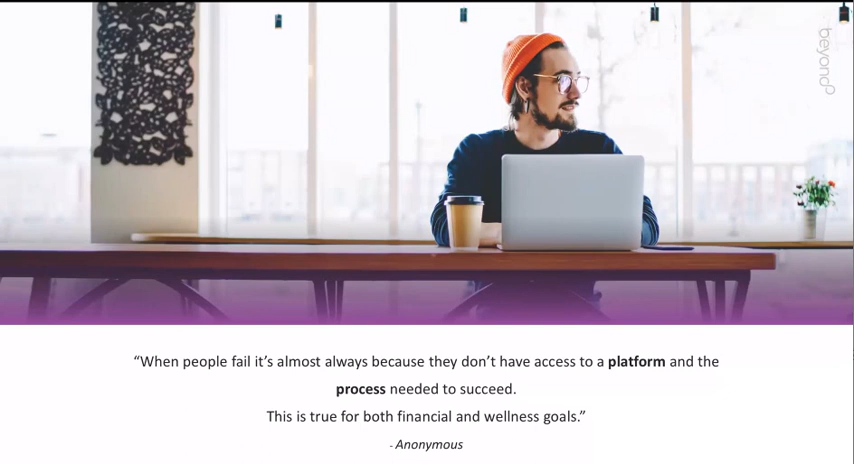 beyond
“When people fail it’s almost always because they don’t have access to a platform and the
process needed to succeed.
This is true for both financial and wellness goals.”
- Anonymous